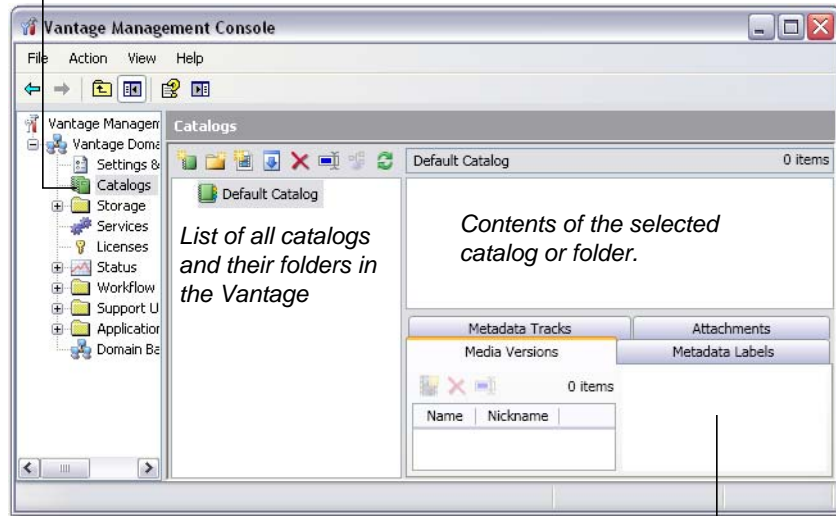 Vantage Management Console
File Action View Help
Vantage Managem
Vantage Doma
Settings &
Catalogs
Storage
Services
Licenses
Status
Workflow
Support U
Application
Domain Ba
Catalogs
Default Catalog
List of all catalogs
and their folders in
the Vantage
Default Catalog 0 items
Contents of the selected
catalog or folder.
Metadata Tracks Attachments
Media Versions Metadata Labels
0 items
Name Nickname